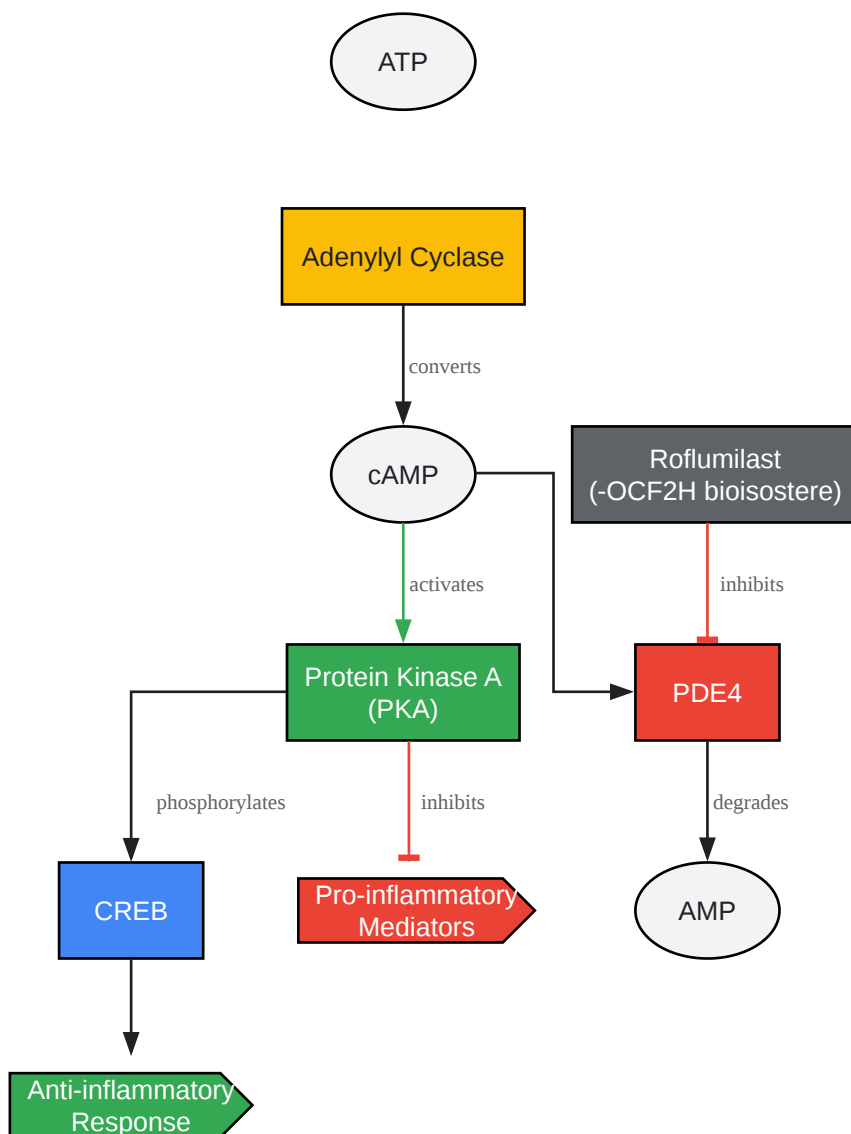 ATP
Adenylyl Cyclase
converts
cAMP
Roflumilast
(-OCF2H bioisostere)
activates
inhibits
Protein Kinase A
(PKA)
PDE4
phosphorylates
inhibits
degrades
CREB
Pro-inflammatory
Mediators
AMP
Anti-inflammatory
Response